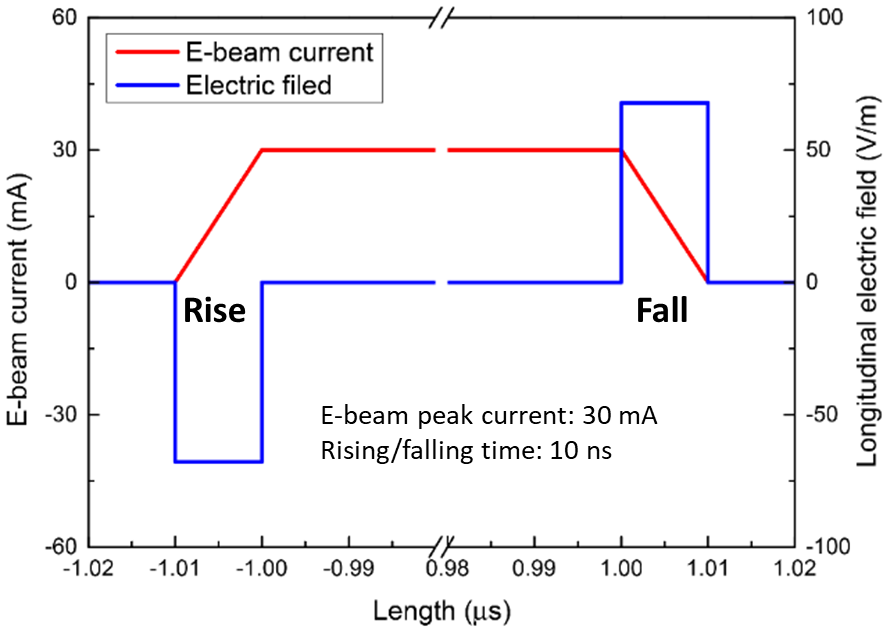 E-beam current
Electric filed
60
30
0
-30
-60
E-beam current (mA)
100
50
0
-50
-100
Longitudinal electric field (V/m)
Rise
Fall
E-beam peak current: 30 mA
Rising/falling time: 10 ns
-1.02 -1.01 -1.00 -0.99 0.98 0.99 1.00 1.01 1.02
Length (μs)